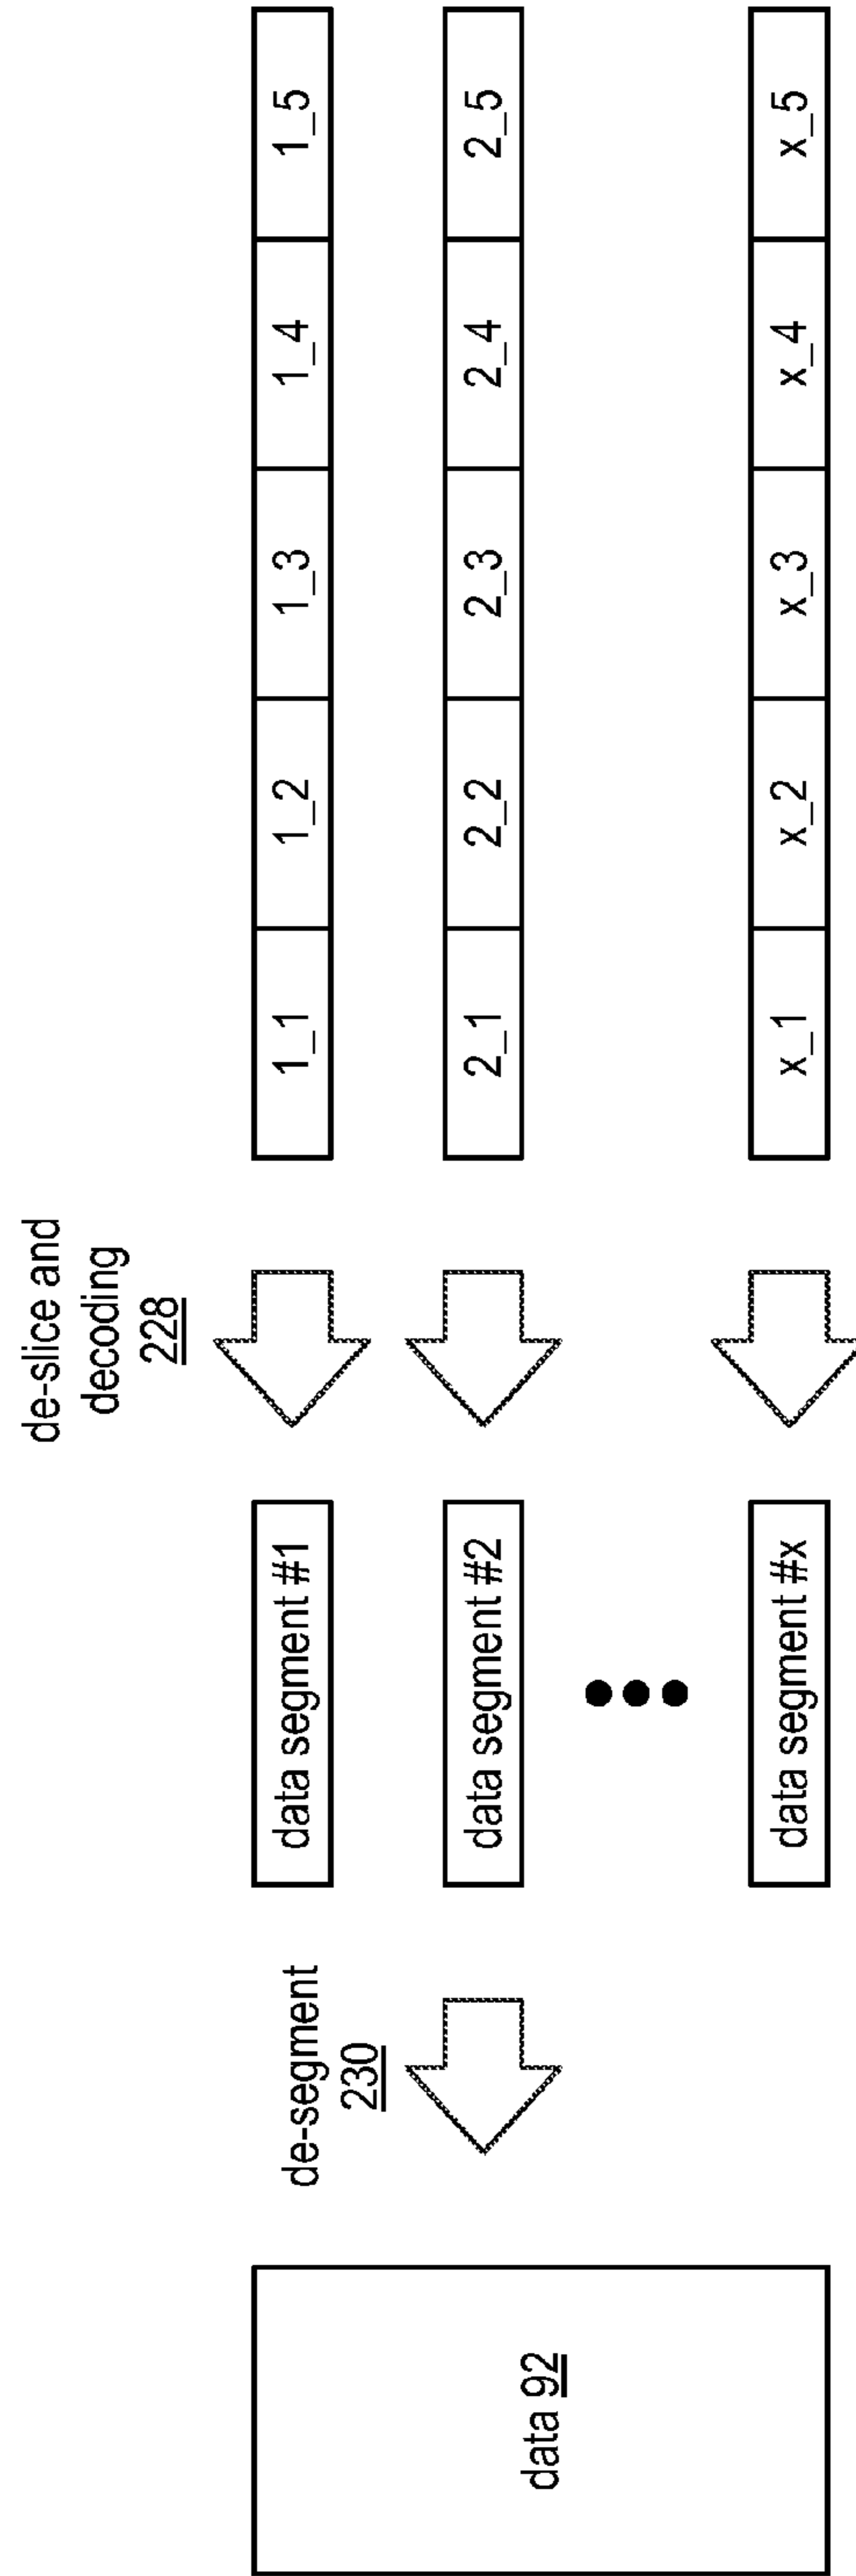 de-slice and
decoding
228
de-segment
230
data 92
data segment #1
1_1
1_2
1_3
1_4
1_5
data segment #2
2_1
2_2
2_3
2_4
2_5
data segment #x
x_1
x_2
x_3
x_4
x_5